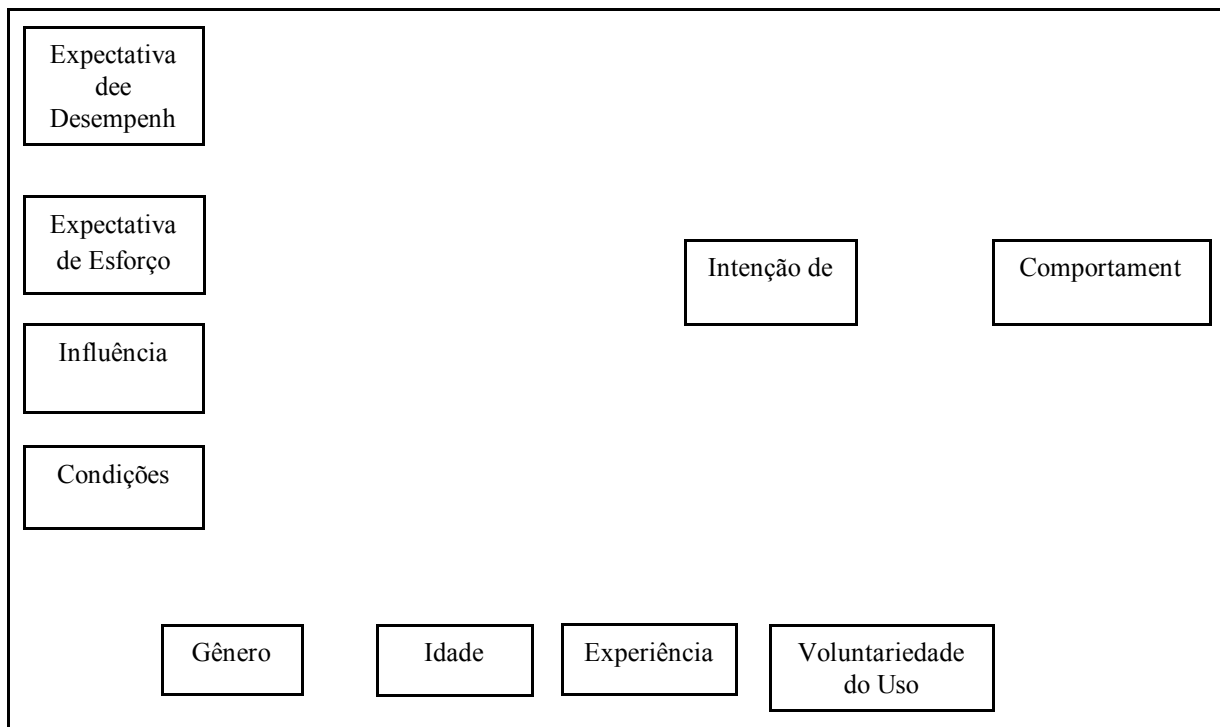 Expectativa
dee
Desempenh
Expectativa
de Esforço
Intenção de
Comportament
Influência
Condições
Gênero
Idade
Experiência
Voluntariedade
do Uso